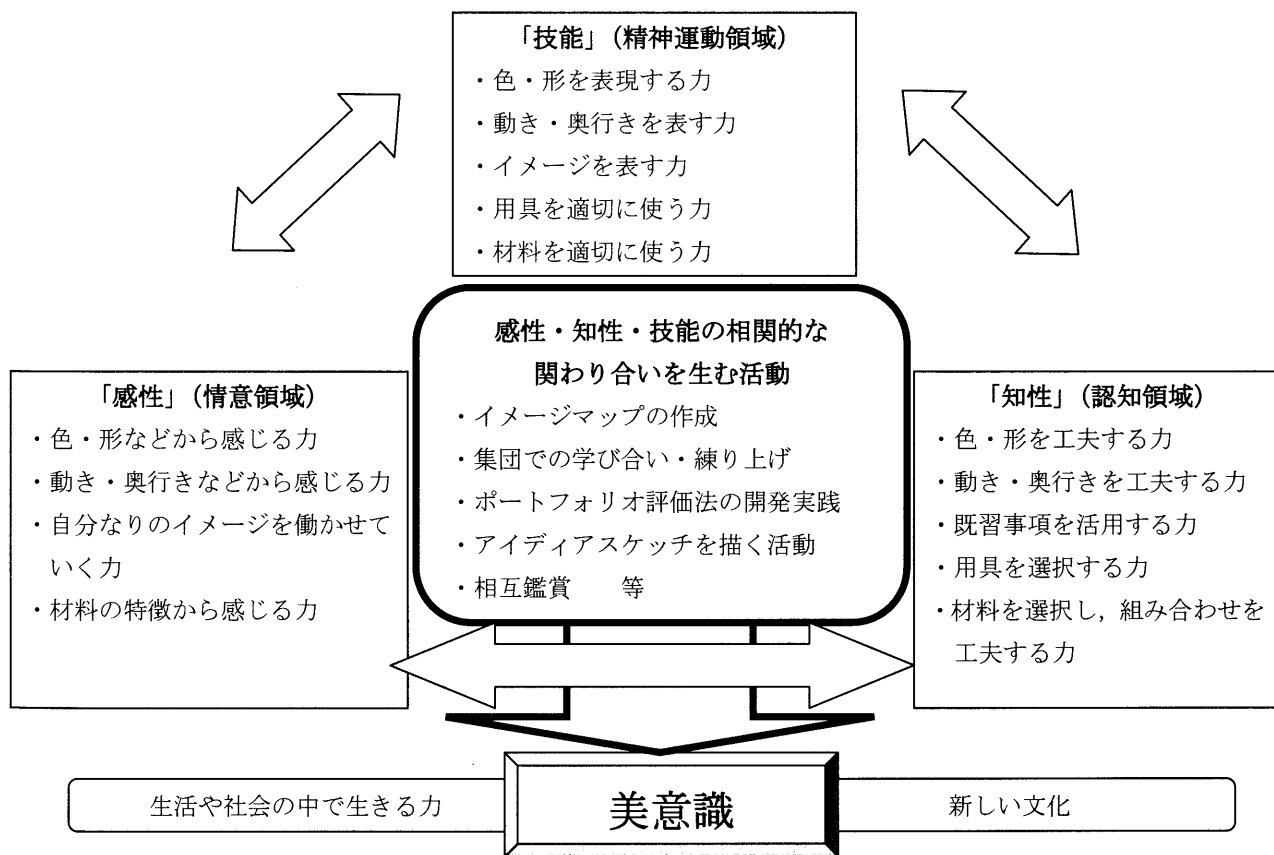 「技能」（精神運動領域）
・色・形を表現する力
・動き・奥行きを表す力
・イメージを表す力
・用具を適切に使う力
・材料を適切に使う力
感性・知性・技能の相関的な
関わり合いを生む活動
・イメージマップの作成
・集団での学び合い・練り上げ
・ポートフォリオ評価法の開発実践
・アイディアスケッチを描く活動
・相互鑑賞　　等
「感性」（情意領域）
・色・形などから感じる力
・動き・奥行きなどから感じる力
・自分なりのイメージを働かせて
いく力
・材料の特徴から感じる力
「知性」（認知領域）
・色・形を工夫する力
・動き・奥行きを工夫する力
・既習事項を活用する力
・用具を選択する力
・材料を選択し，組み合わせを
工夫する力
生活や社会の中で生きる力
美意識
新しい文化